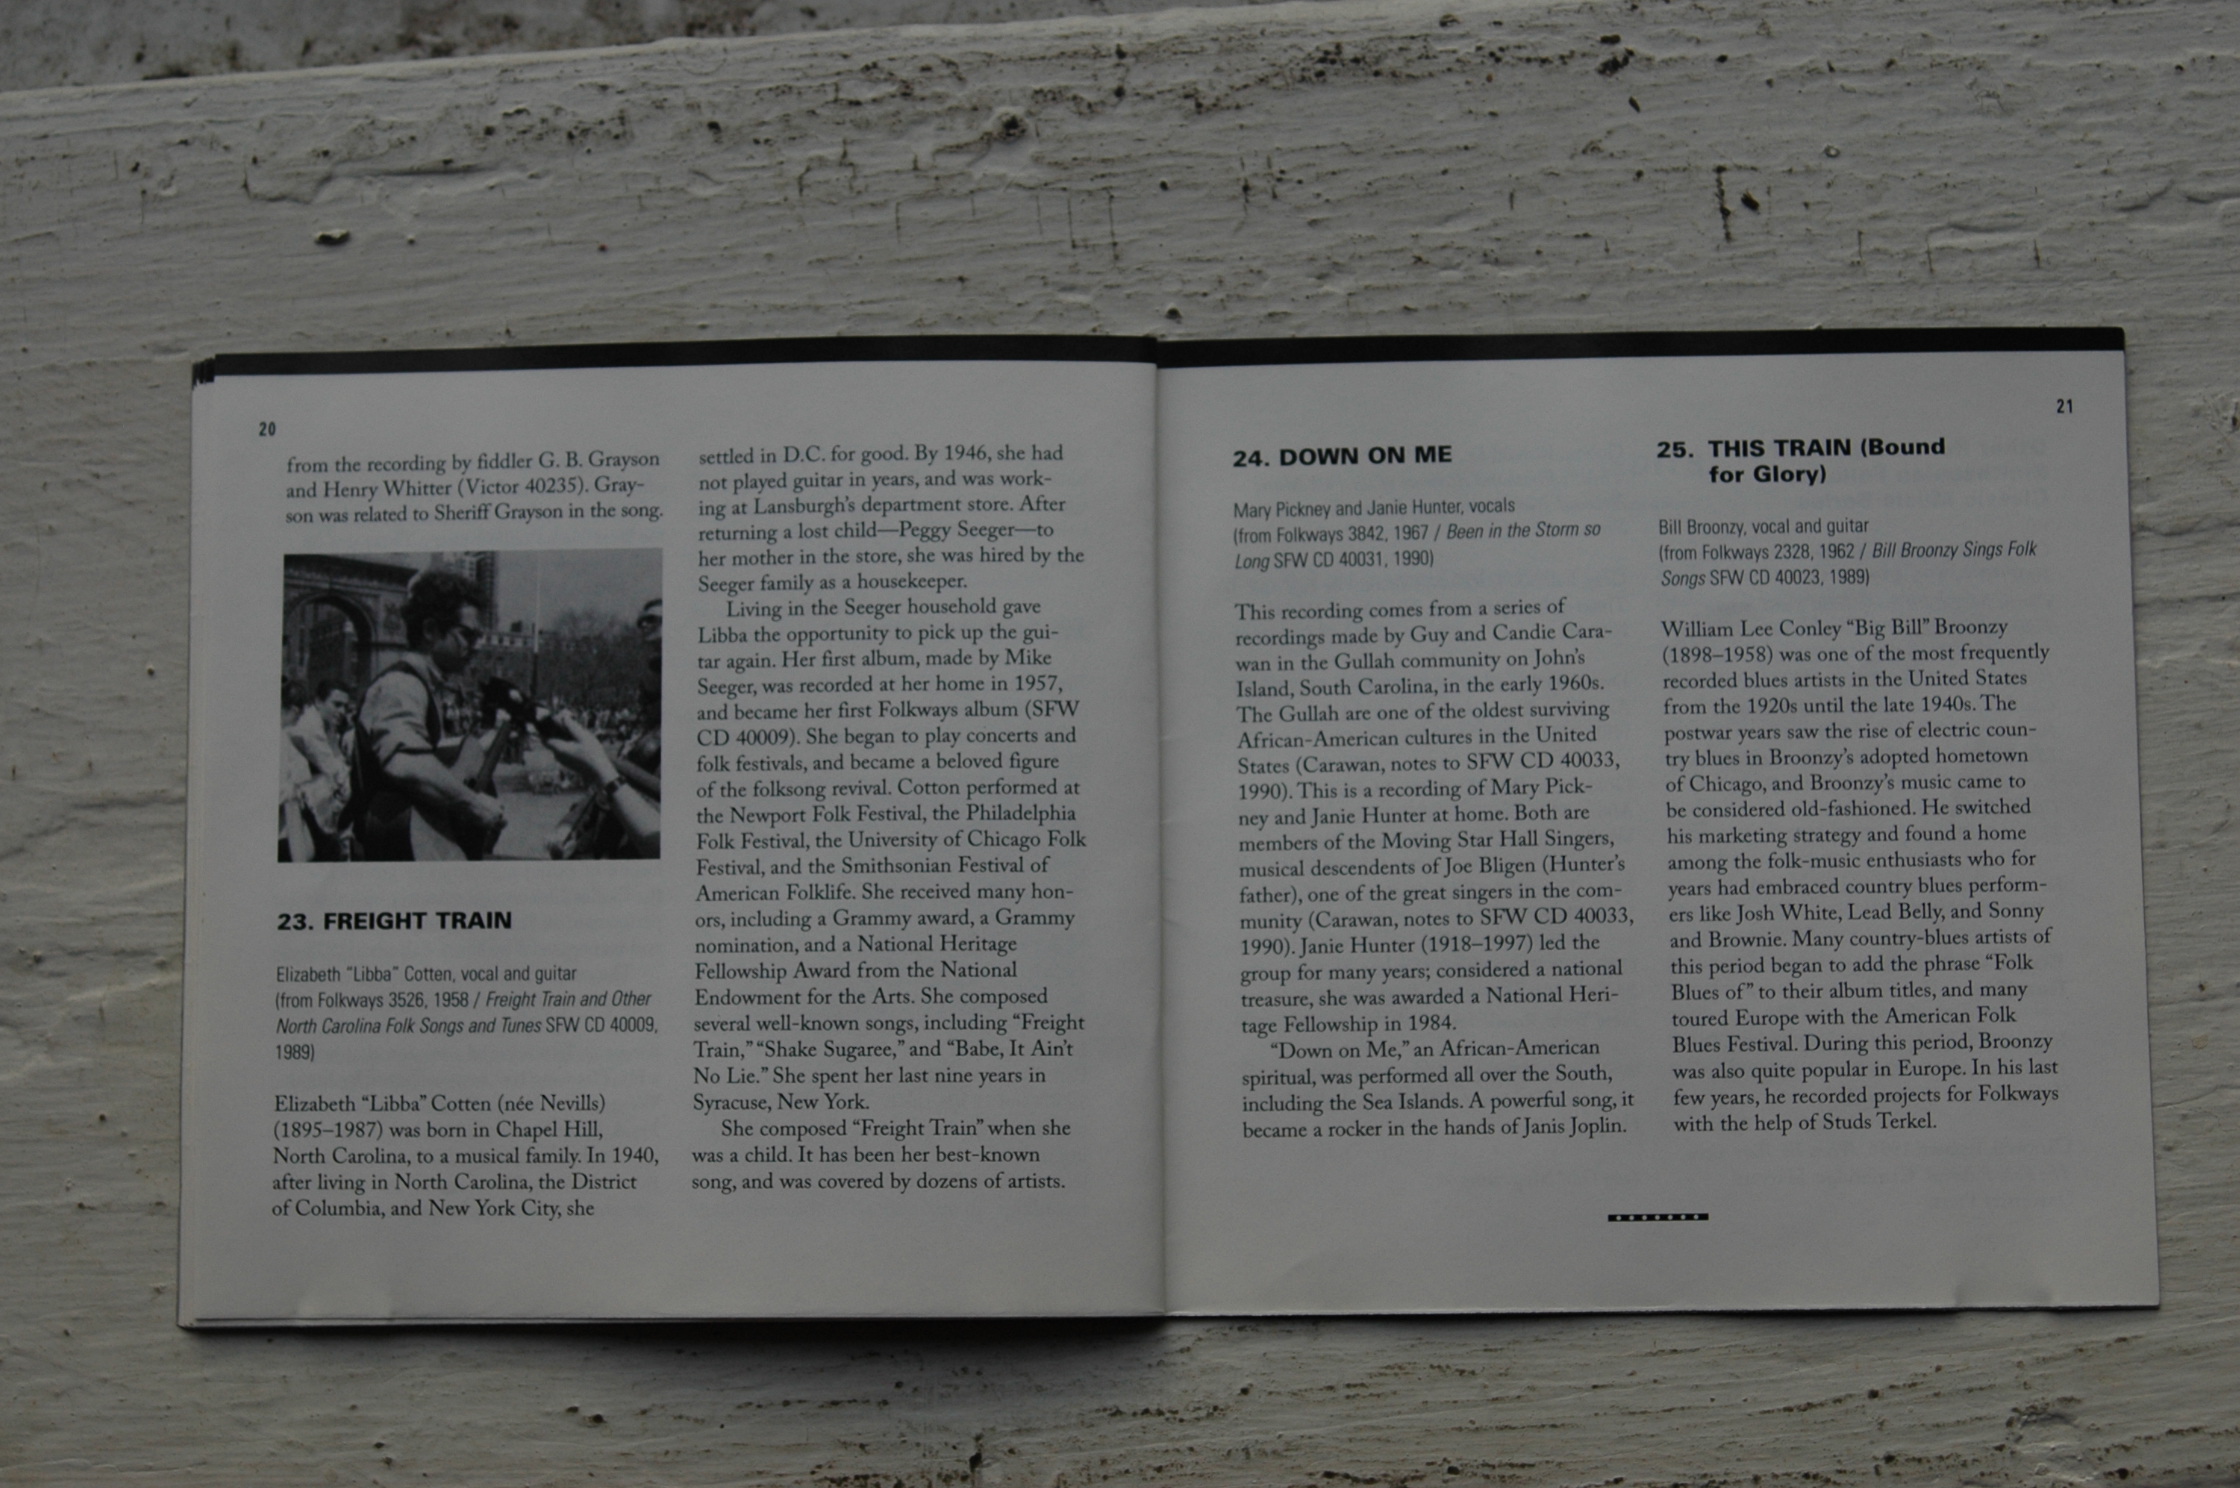 20
from the recording by fiddler G. B. Grayson
and Henry Whitter (Victor 40235). Gray-
son was related to Sheriff Grayson in the song.
23. FREIGHT TRAIN
Elizabeth “Libba” Cotten, vocal and guitar
(from Folkways 3526, 1958 / Freight Train and Other
North Carolina Folk Songs and Tunes SFW CD 40009,
1989)
Elizabeth “Libba” Cotten (née Nevills)
(1895–1987) was born in Chapel Hill,
North Carolina, to a musical family. In 1940,
after living in North Carolina, the District
of Columbia, and New York City, she
settled in D.C. for good. By 1946, she had
not played guitar in years, and was work-
ing at Lansburgh’s department store. After
returning a lost child—Peggy Seeger—to
her mother in the store, she was hired by the
Seeger family as a housekeeper.
Living in the Seeger household gave
Libba the opportunity to pick up the gui-
tar again. Her first album, made by Mike
Seeger, was recorded at her home in 1957,
and became her first Folkways album (SFW
CD 40009). She began to play concerts and
folk festivals, and became a beloved figure
of the folksong revival. Cotton performed at
the Newport Folk Festival, the Philadelphia
Folk Festival, the University of Chicago Folk
Festival, and the Smithsonian Festival of
American Folklife. She received many hon-
ors, including a Grammy award, a Grammy
nomination, and a National Heritage
Fellowship Award from the National
Endowment for the Arts. She composed
several well-known songs, including “Freight
Train,” “Shake Sugaree,” and “Babe, It Ain’t
No Lie.” She spent her last nine years in
Syracuse, New York.
She composed “Freight Train” when she
was a child. It has been her best-known
song, and was covered by dozens of artists.
21
24. DOWN ON ME
Mary Pickney and Janie Hunter, vocals
(from Folkways 3842, 1967 / Been in the Storm so
Long SFW CD 40031, 1990)
This recording comes from a series of
recordings made by Guy and Candie Cara-
wan in the Gullah community on John’s
Island, South Carolina, in the early 1960s.
The Gullah are one of the oldest surviving
African-American cultures in the United
States (Carawan, notes to SFW CD 40033,
1990). This is a recording of Mary Pick-
ney and Janie Hunter at home. Both are
members of the Moving Star Hall Singers,
musical descendents of Joe Bligen (Hunter’s
father), one of the great singers in the com-
munity (Carawan, notes to SFW CD 40033,
1990). Janie Hunter (1918–1997) led the
group for many years; considered a national
treasure, she was awarded a National Heri-
tage Fellowship in 1984.
“Down on Me,” an African-American
spiritual, was performed all over the South,
including the Sea Islands. A powerful song, it
became a rocker in the hands of Janis Joplin.
25. THIS TRAIN (Bound
for Glory)
Bill Broonzy, vocal and guitar
(from Folkways 2328, 1962 / Bill Broonzy Sings Folk
Songs SFW CD 40023, 1989)
William Lee Conley “Big Bill” Broonzy
(1898–1958) was one of the most frequently
recorded blues artists in the United States
from the 1920s until the late 1940s. The
postwar years saw the rise of electric coun-
try blues in Broonzy’s adopted hometown
of Chicago, and Broonzy’s music came to
be considered old-fashioned. He switched
his marketing strategy and found a home
among the folk-music enthusiasts who for
years had embraced country blues perform-
ers like Josh White, Lead Belly, and Sonny
and Brownie. Many country-blues artists of
this period began to add the phrase “Folk
Blues of” to their album titles, and many
toured Europe with the American Folk
Blues Festival. During this period, Broonzy
was also quite popular in Europe. In his last
few years, he recorded projects for Folkways
with the help of Studs Terkel.